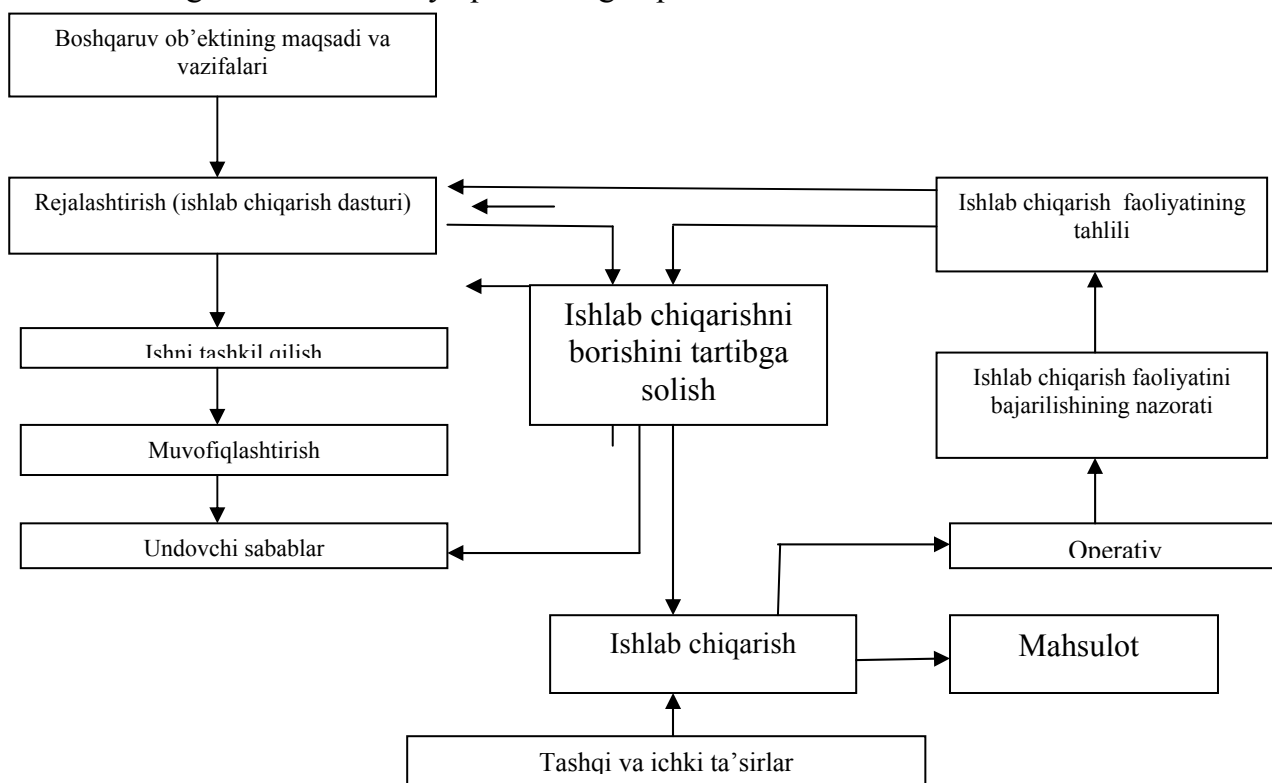 Boshqaruv ob’ektining maqsadi va
vazifalari
Rejalashtirish (ishlab chiqarish dasturi)
Ishlab chiqarish faoliyatining
tahlili
Ishlab chiqarishni
borishini tartibga
solish
Ishni tashkil qilish
Ishlab chiqarish faoliyatini
bajarilishining nazorati
Muvofiqlashtirish
Undovchi sabablar
Operativ
Ishlab chiqarish
Mahsulot
Tashqi va ichki ta’sirlar